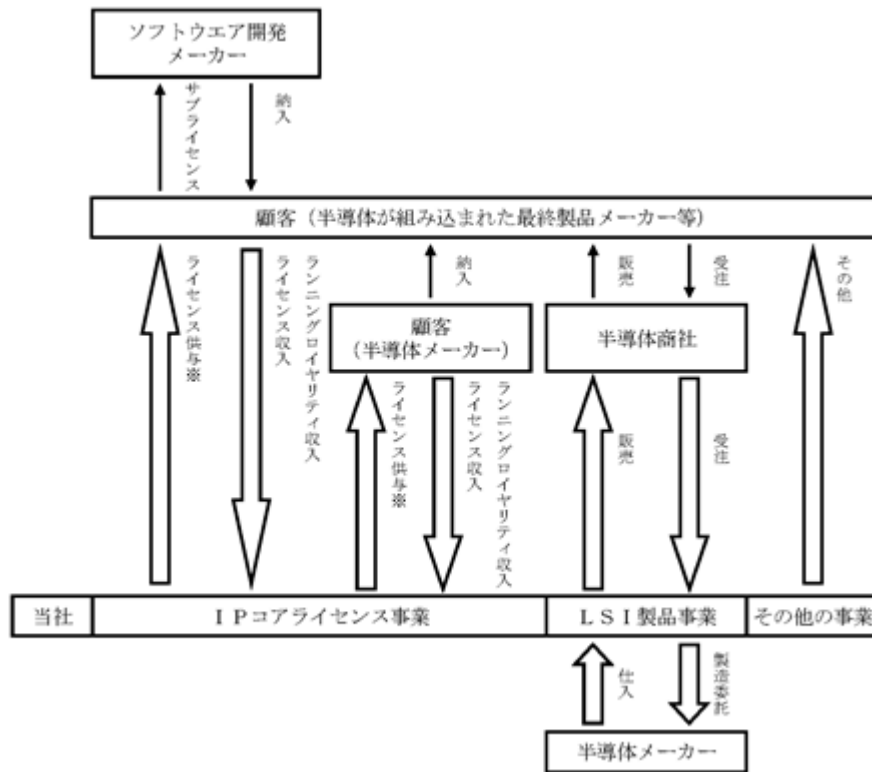 ソフトウエア開発
メーカー
サブライセンス
納入
顧客（半導体が組み込まれた最終製品メーカー等）
ライセンス供与※
ランニングロイヤリティ収入
ライセンス収入
納入
販売
受注
その他
顧客
（半導体メーカー）
半導体商社
ライセンス供与※
ランニングロイヤリティ収入
ライセンス収入
販売
受注
当社
ＩＰコアライセンス事業
ＬＳＩ製品事業
その他の事業
仕入
製造委託
半導体メーカー